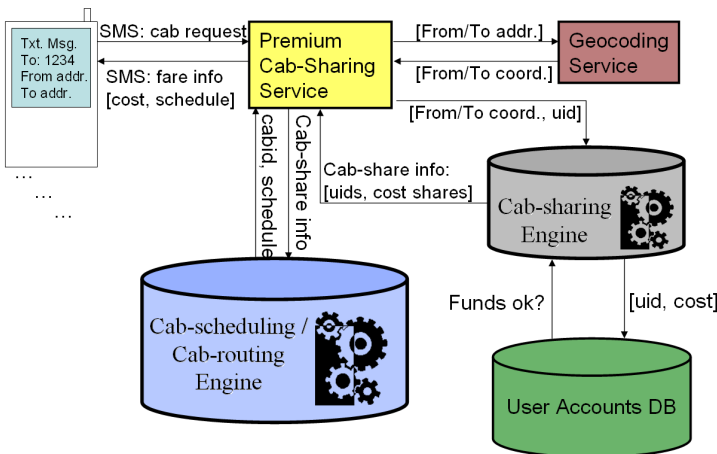 Txt. Msg.
To: 1234
From addr.
To addr.
...
...
...
SMS: cab request
SMS: fare info
[cost, schedule]
Premium
Cab-Sharing
Service
[From/To addr.]
[From/To coord.]
Geocoding
Service
[From/To coord., uid]
cabid, schedule
Cab-share info
Cab-share info:
[uids, cost shares]
Cab-sharing
Engine
Funds ok?
[uid, cost]
Cab-scheduling /
Cab-routing
Engine
User Accounts DB